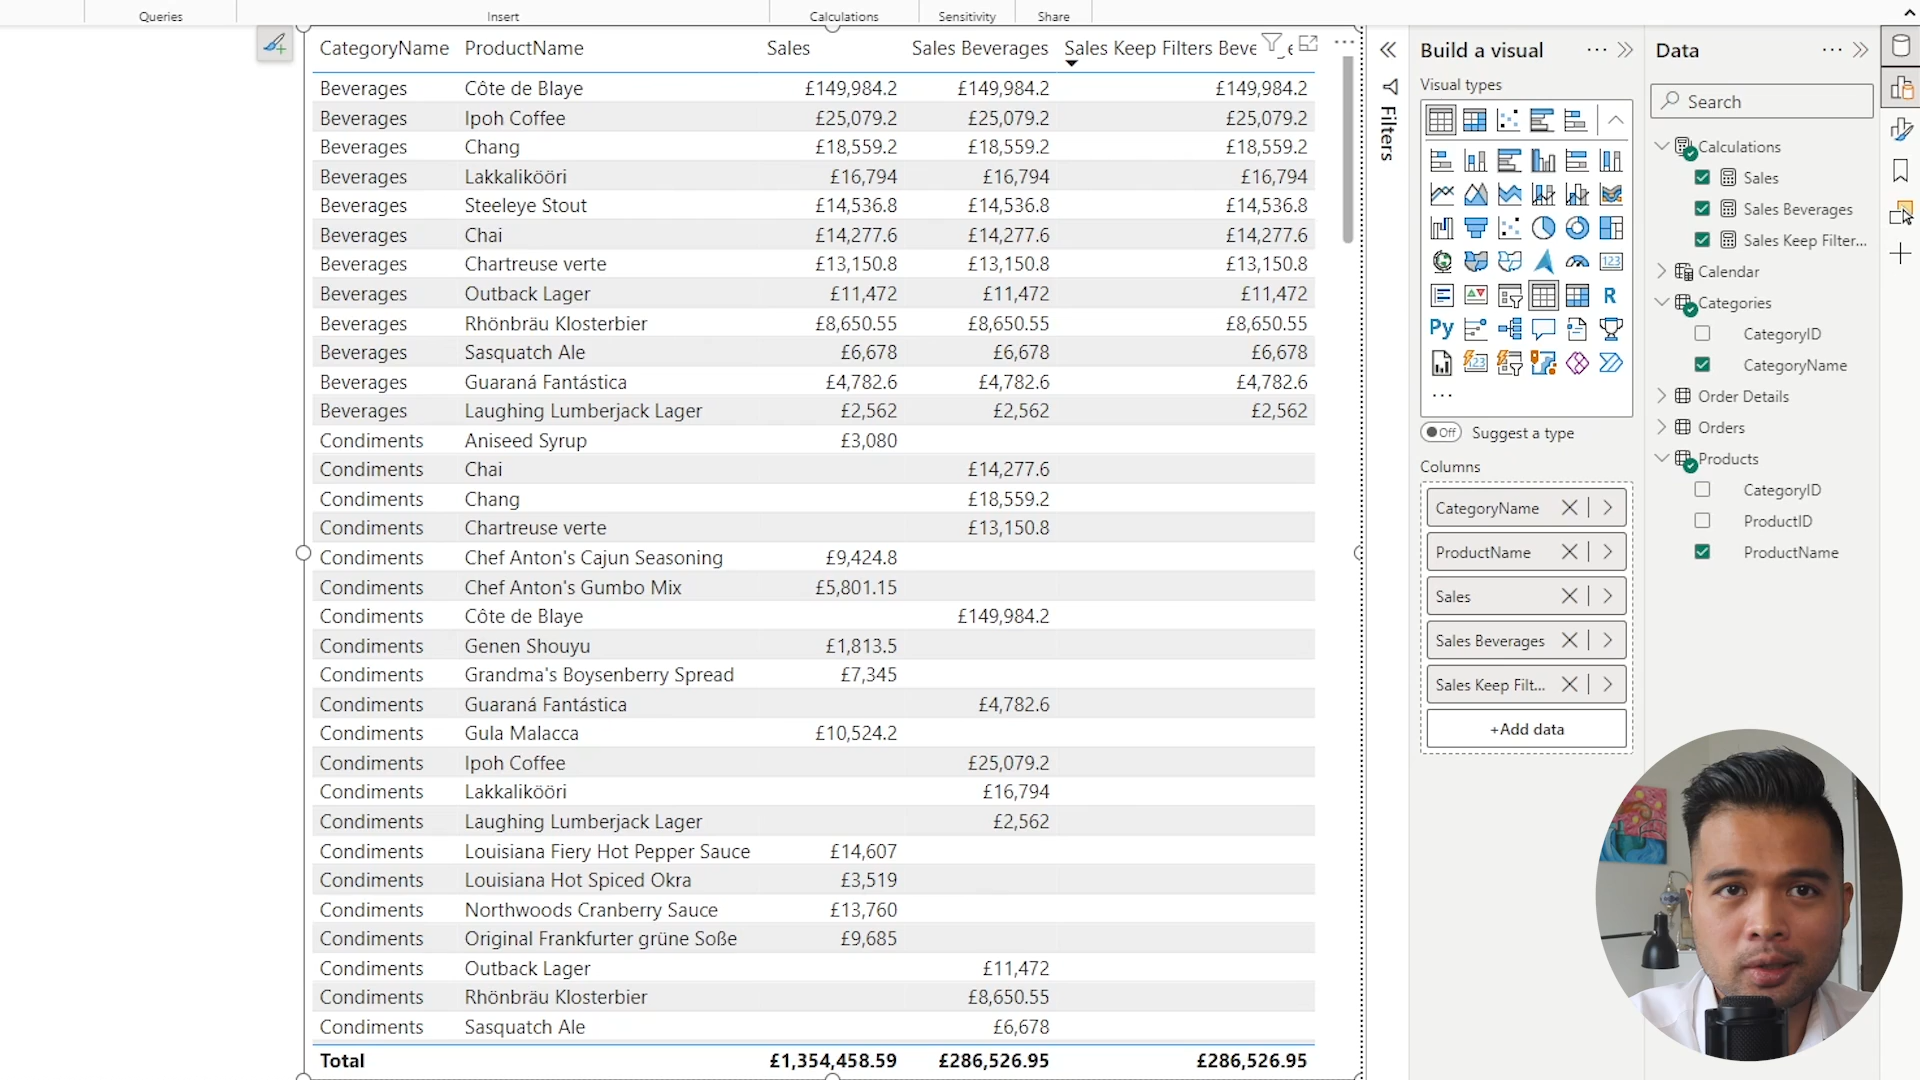 Queries Insert Calculations Sensitivity Share
CategoryName ProductName Sales Sales Beverages Sales Keep Filters Beve
Beverages Côte de Blaye £149,984.2 £149,984.2 £149,984.2
Beverages Ipoh Coffee £25,079.2 £25,079.2 £25,079.2
Beverages Chang £18,559.2 £18,559.2 £18,559.2
Beverages Lakkalikööri £16,794 £16,794 £16,794
Beverages Steeleye Stout £14,536.8 £14,536.8 £14,536.8
Beverages Chai £14,277.6 £14,277.6 £14,277.6
Beverages Chartreuse verte £13,150.8 £13,150.8 £13,150.8
Beverages Outback Lager £11,472 £11,472 £11,472
Beverages Rhönbräu Klosterbier £8,650.55 £8,650.55 £8,650.55
Beverages Sasquatch Ale £6,678 £6,678 £6,678
Beverages Guaraná Fantástica £4,782.6 £4,782.6 £4,782.6
Beverages Laughing Lumberjack Lager £2,562 £2,562 £2,562
Condiments Aniseed Syrup £3,080
Condiments Chai £14,277.6
Condiments Chang £18,559.2
Condiments Chartreuse verte £13,150.8
Condiments Chef Anton's Cajun Seasoning £9,424.8
Condiments Chef Anton's Gumbo Mix £5,801.15
Condiments Côte de Blaye £149,984.2
Condiments Genen Shouyu £1,813.5
Condiments Grandma's Boysenberry Spread £7,345
Condiments Guaraná Fantástica £4,782.6
Condiments Gula Malacca £10,524.2
Condiments Ipoh Coffee £25,079.2
Condiments Lakkalikööri £16,794
Condiments Laughing Lumberjack Lager £2,562
Condiments Louisiana Fiery Hot Pepper Sauce £14,607
Condiments Louisiana Hot Spiced Okra £3,519
Condiments Northwoods Cranberry Sauce £13,760
Condiments Original Frankfurter grüne Soße £9,685
Condiments Outback Lager £11,472
Condiments Rhönbräu Klosterbier £8,650.55
Condiments Sasquatch Ale £6,678
Total £1,354,458.59 £286,526.95 £286,526.95
Filters
Build a visual
Visual types
123
R
Py
123
Off Suggest a type
Columns
CategoryName
ProductName
Sales
Sales Beverages
Sales Keep Filt...
+Add data
Data
Search
Calculations
Sales
Sales Beverages
Sales Keep Filter...
Calendar
Categories
CategoryID
CategoryName
Order Details
Orders
Products
CategoryID
ProductID
ProductName